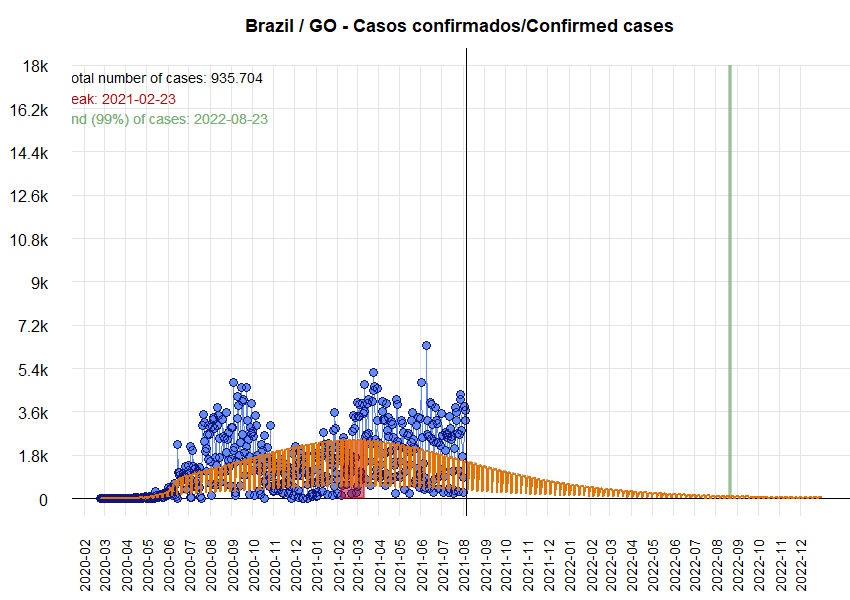 Brazil / GO - Casos confirmados/Confirmed cases
otal number of cases: 935.704
eak: 2021-02-23
nd (99%) of cases: 2022-08-23
18k
16.2k
14.4k
12.6k
10.8k
9k
7.2k
5.4k
3.6k
1.8k
0
2020-02
2020-03
2020-04
2020-05
2020-06
2020-07
2020-08
2020-09
2020-10
2020-11
2020-12
2021-01
2021-02
2021-03
2021-04
2021-05
2021-06
2021-07
2021-08
2021-09
2021-10
2021-11
2021-12
2022-01
2022-02
2022-03
2022-04
2022-05
2022-06
2022-07
2022-08
2022-09
2022-10
2022-11
2022-12